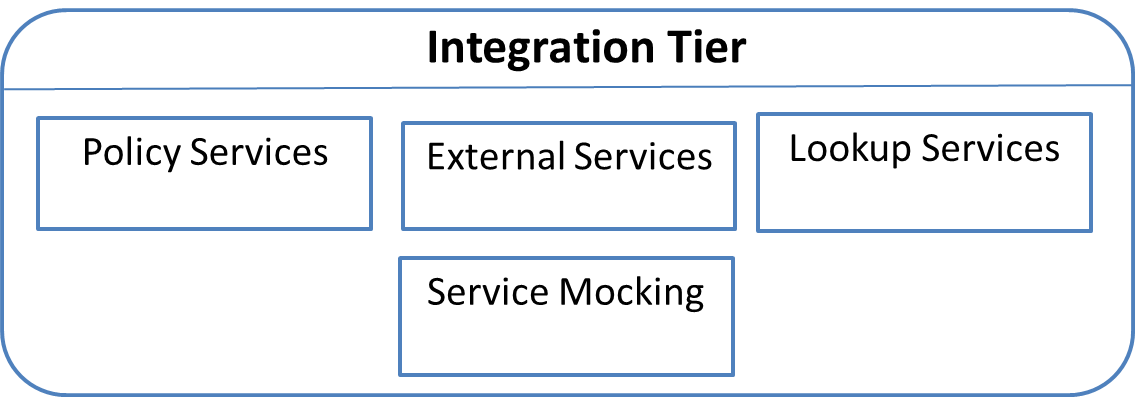 Integration Tier
Policy Services
External Services
Lookup Services
Service Mocking